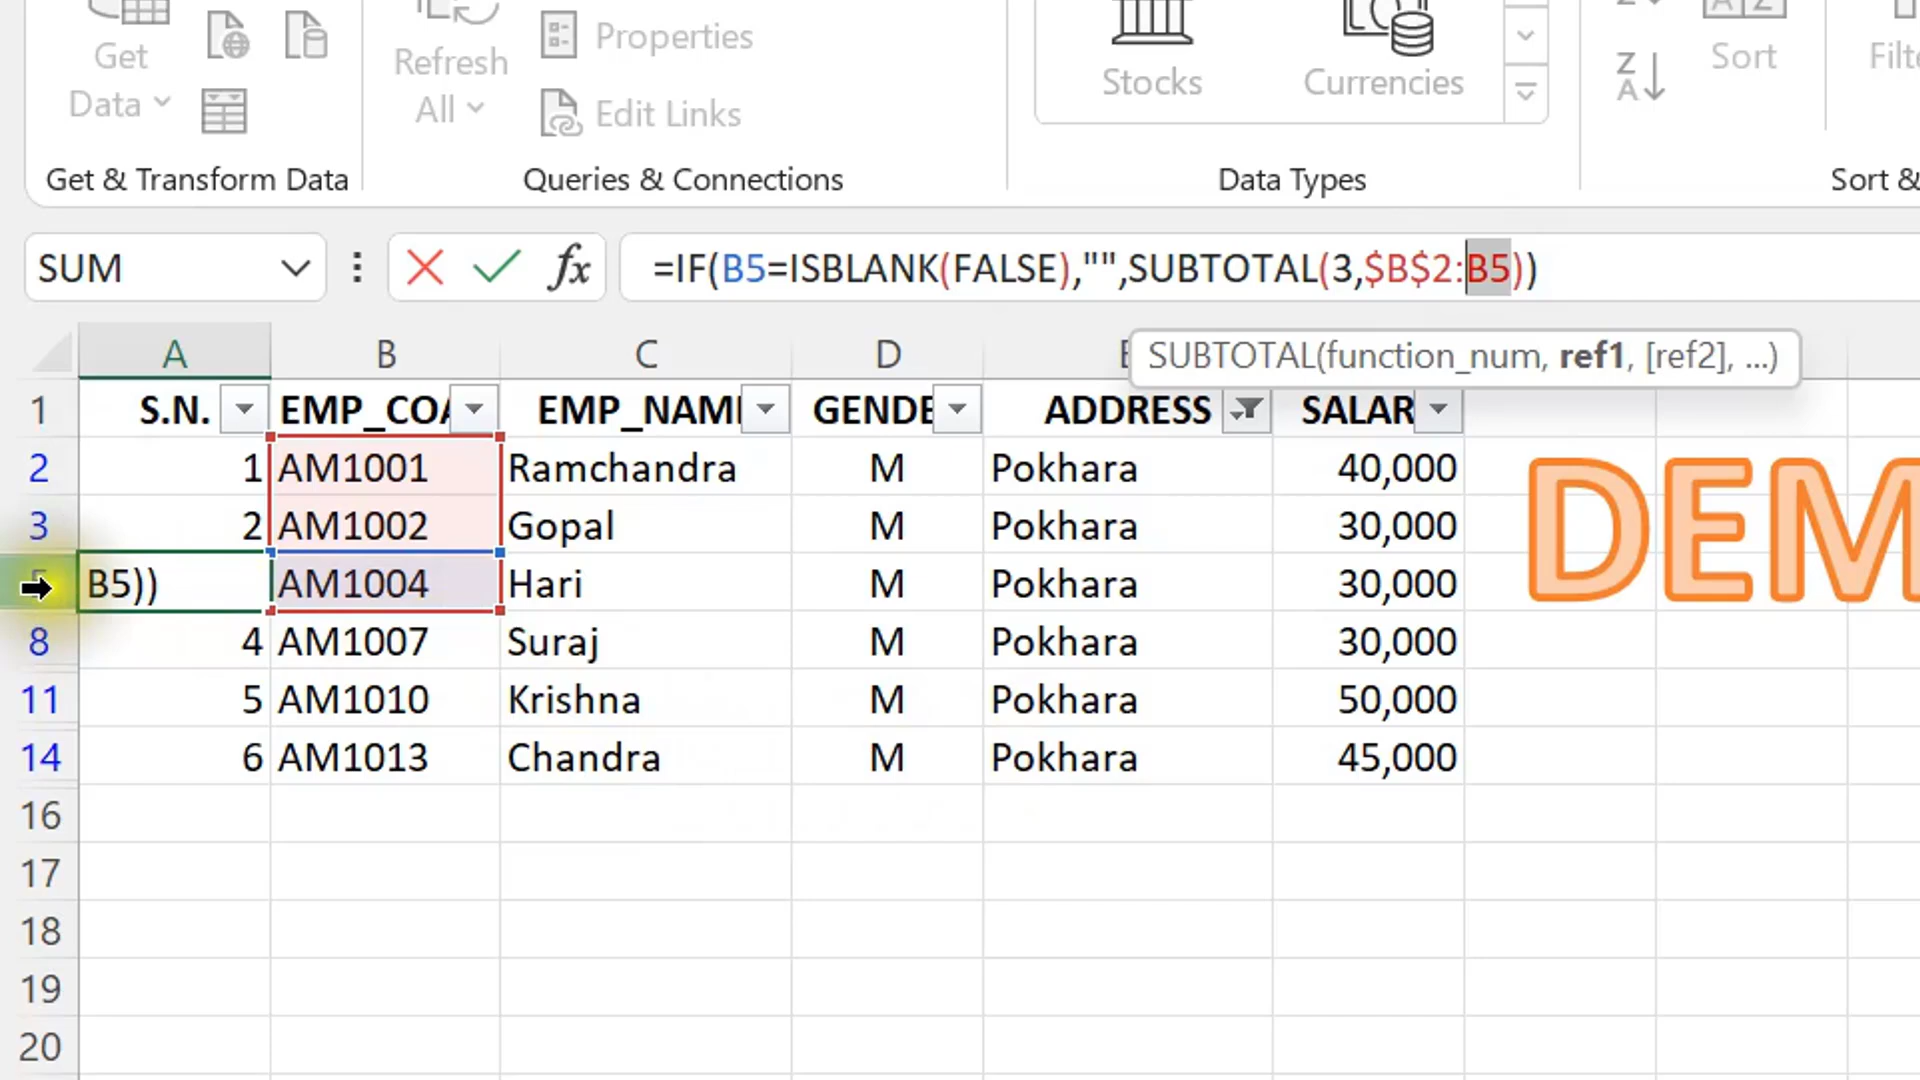 Get
Data
Refresh
All
Properties
Edit Links
Stocks
Currencies
Z
A
Sort
Get & Transform Data
Queries & Connections
Data Types
Sort &
SUM
fx
=IF(B5=ISBLANK(FALSE),"",SUBTOTAL(3,$B$2:B5))
SUBTOTAL(function_num, ref1, [ref2], ...)
A B C D
1 S.N. EMP_CO EMP_NAM GENDE ADDRESS SALAR
2 1 AM1001 Ramchandra M Pokhara 40,000
3 2 AM1002 Gopal M Pokhara 30,000
B5)) AM1004 Hari M Pokhara 30,000
8 4 AM1007 Suraj M Pokhara 30,000
11 5 AM1010 Krishna M Pokhara 50,000
14 6 AM1013 Chandra M Pokhara 45,000
16
17
18
19
20
DEM